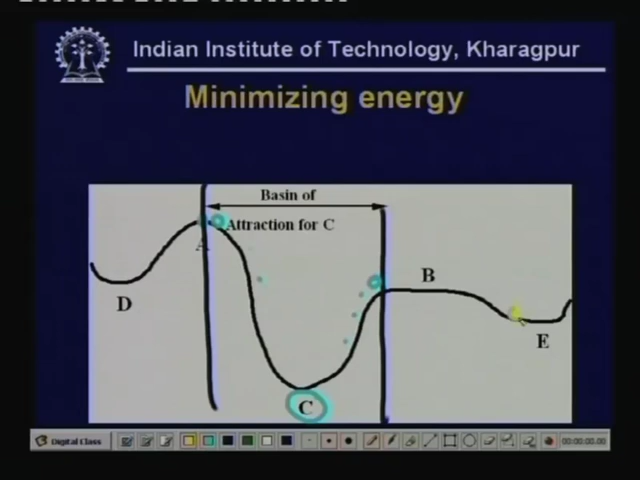 Indian Institute of Technology, Kharagpur
Minimizing energy
Basin of
Attraction for C
A
B
D
E
C
Digital Class
00:00:00.00